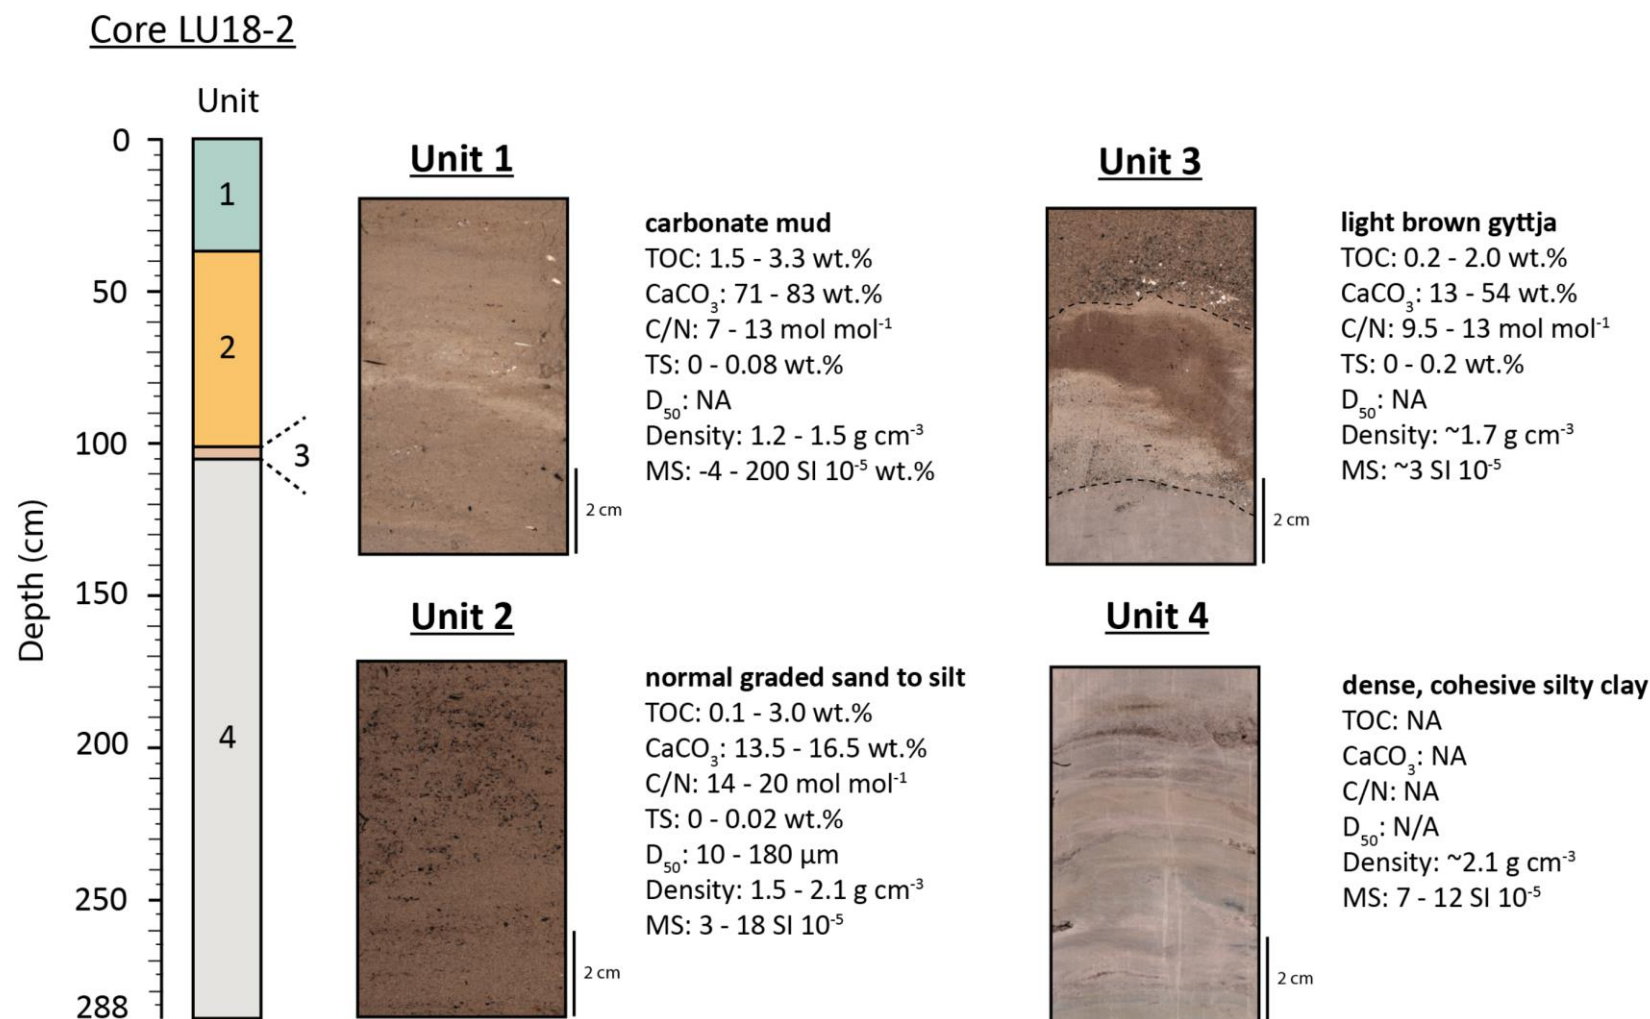 Core LU18-2
Unit
0
50
100
150
200
250
288
Depth (cm)
1
2
3
4
Unit 1
carbonate mud
TOC: 1.5 - 3.3 wt.%
CaCO₃: 71 - 83 wt.%
C/N: 7 - 13 mol mol⁻¹
TS: 0 - 0.08 wt.%
D₅₀: NA
Density: 1.2 - 1.5 g cm⁻³
MS: -4 - 200 SI 10⁻⁵ wt.%
2 cm
Unit 2
normal graded sand to silt
TOC: 0.1 - 3.0 wt.%
CaCO₃: 13.5 - 16.5 wt.%
C/N: 14 - 20 mol mol⁻¹
TS: 0 - 0.02 wt.%
D₅₀: 10 - 180 µm
Density: 1.5 - 2.1 g cm⁻³
MS: 3 - 18 SI 10⁻⁵
2 cm
Unit 3
light brown gyttja
TOC: 0.2 - 2.0 wt.%
CaCO₃: 13 - 54 wt.%
C/N: 9.5 - 13 mol mol⁻¹
TS: 0 - 0.2 wt.%
D₅₀: NA
Density: ~1.7 g cm⁻³
MS: ~3 SI 10⁻⁵
2 cm
Unit 4
dense, cohesive silty clay
TOC: NA
CaCO₃: NA
C/N: NA
D₅₀: N/A
Density: ~2.1 g cm⁻³
MS: 7 - 12 SI 10⁻⁵
2 cm